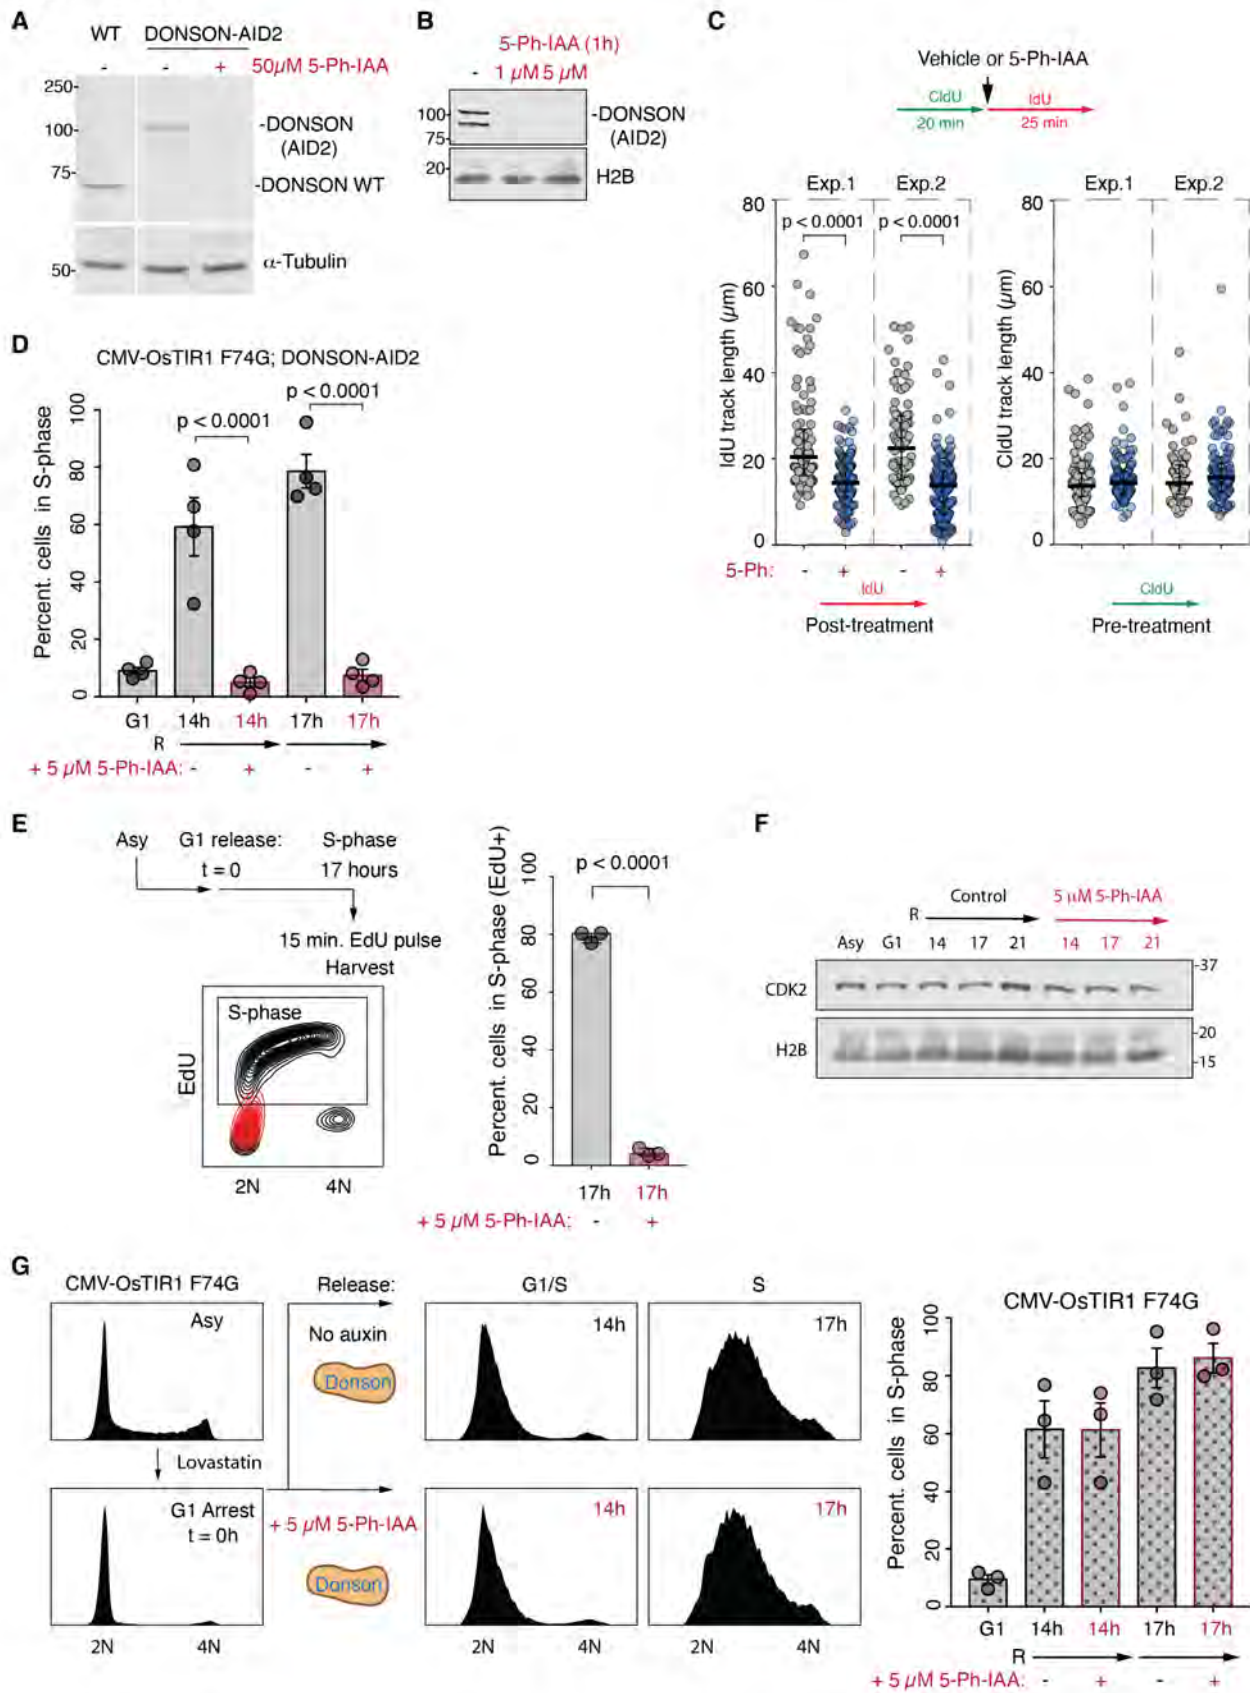 A
WT DONSON-AID2
- - + 50µM 5-Ph-IAA
250-
100-
-DONSON
(AID2)
75-
-DONSON WT
50-
α-Tubulin
B
5-Ph-IAA (1h)
- 1 µM 5 µM
100-
-DONSON
(AID2)
75-
20-
H2B
C
Vehicle or 5-Ph-IAA
CldU IdU
20 min 25 min
Exp.1 Exp.2
p < 0.0001 p < 0.0001
IdU track length (µm)
80
60
40
20
0
5-Ph: - + - +
IdU
Post-treatment
Exp.1 Exp.2
CldU track length (µm)
80
60
40
20
0
CldU
Pre-treatment
D
CMV-OsTIR1 F74G; DONSON-AID2
p < 0.0001
p < 0.0001
Percent. cells in S-phase
100
80
60
40
20
0
G1 14h 14h 17h 17h
R
+ 5 µM 5-Ph-IAA: - + - +
E
Asy G1 release: S-phase
t = 0 17 hours
15 min. EdU pulse
Harvest
S-phase
EdU
2N 4N
Percent. cells in S-phase (EdU+)
p < 0.0001
100
80
60
40
20
0
17h 17h
+ 5 µM 5-Ph-IAA: - +
F
Control 5 µM 5-Ph-IAA
R
Asy G1 14 17 21 14 17 21
-37
CDK2
-20
H2B
-15
G
CMV-OsTIR1 F74G Release: G1/S S
Asy
No auxin
Donson
14h 17h
Lovastatin
G1 Arrest
t = 0h
+ 5 µM 5-Ph-IAA
Donson
14h 17h
2N 4N 2N 4N 2N 4N
CMV-OsTIR1 F74G
Percent. cells in S-phase
100
80
60
40
20
0
G1 14h 14h 17h 17h
R
+ 5 µM 5-Ph-IAA: - + - +